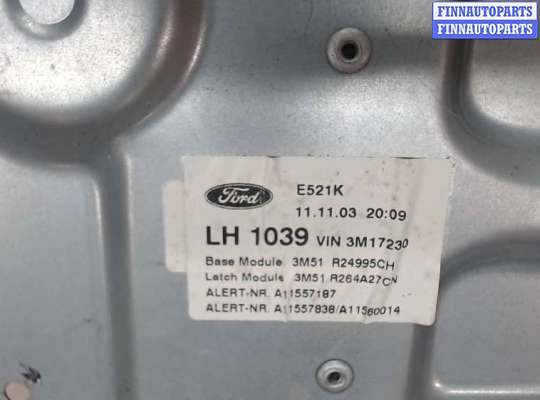 FINNAUTOPARTS
FINNAUTOPARTS
Ford
E521K
11.11.03 20:09
LH 1039 VIN 3M17230
Base Module 3M51 R24995CH
Latch Module 3M51 R264A27CN
ALERT-NR. A11557187
ALERT-NR. A11557838/A11560014